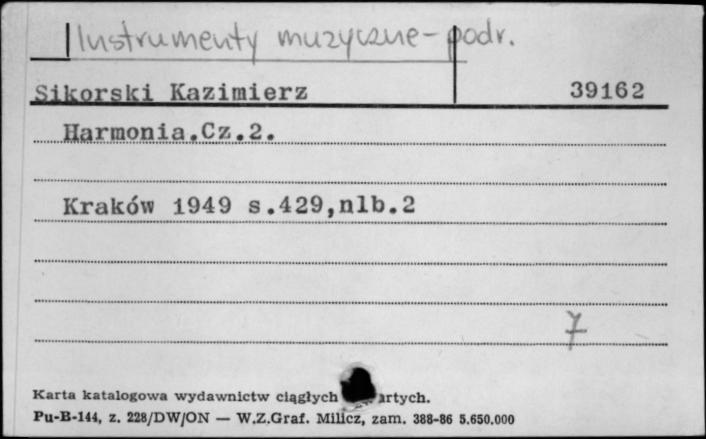 Instrumenty muzyczne - podr.
Sikorski Kazimierz 39162
Harmonia.Cz.2.
Kraków 1949 s.429,nlb.2
7
Karta katalogowa wydawnictw ciągłych
Pu-B-144, z. 228/DW/ON — W.Z.Graf. Milicz, zam. 388-86 5.650.000